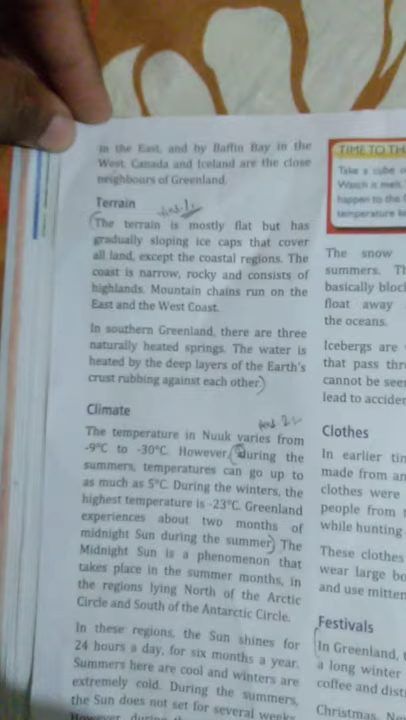 In the East, and by Baffin Bay in the
West. Canada and Iceland are the close
neighbours of Greenland.
Terrain
(The terrain is mostly flat but has
gradually sloping ice caps that cover
all land, except the coastal regions. The
coast is narrow, rocky and consists of
highlands. Mountain chains run on the
East and the West Coast.
In southern Greenland, there are three
naturally heated springs. The water is
heated by the deep layers of the Earth's
crust rubbing against each other)
Climate
The temperature in Nuuk varies from
-9°C to -30°C. However, (during the
summers, temperatures can go up to
as much as 5°C. During the winters, the
highest temperature is -23°C. Greenland
experiences about two months of
midnight Sun during the summer) The
Midnight Sun is a phenomenon that
takes place in the summer months, in
the regions lying North of the Arctic
Circle and South of the Antarctic Circle.
In these regions, the Sun shines for
24 hours a day, for six months a year.
Summers here are cool and winters are
extremely cold. During the summers,
the Sun does not set for several
However, during
TIME TO TH
Take a cube
Watch it melt.
happen to the
temperature
The snow
summers. Th
basically bloc
float away
the oceans.
Icebergs are
that pass thr
cannot be see
lead to acciden
Clothes
In earlier tim
made from an
clothes were
people from
while hunting
These clothes
wear large bo
and use mitten
Festivals
(In Greenland,
a long winter
coffee and dist
Christmas,